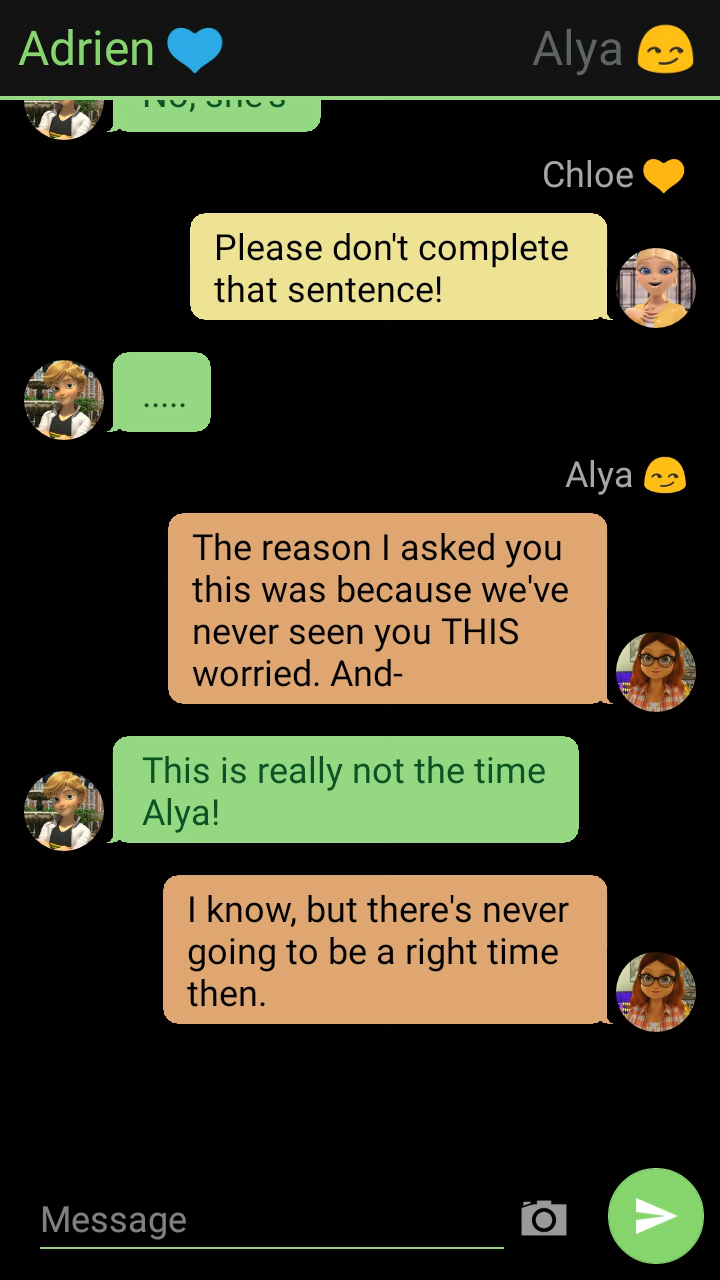 Adrien 💙
Alya 😏
No, she's
Chloe 💛
Please don't complete
that sentence!
.....
Alya 😏
The reason I asked you
this was because we've
never seen you THIS
worried. And-
This is really not the time
Alya!
I know, but there's never
going to be a right time
then.
Message